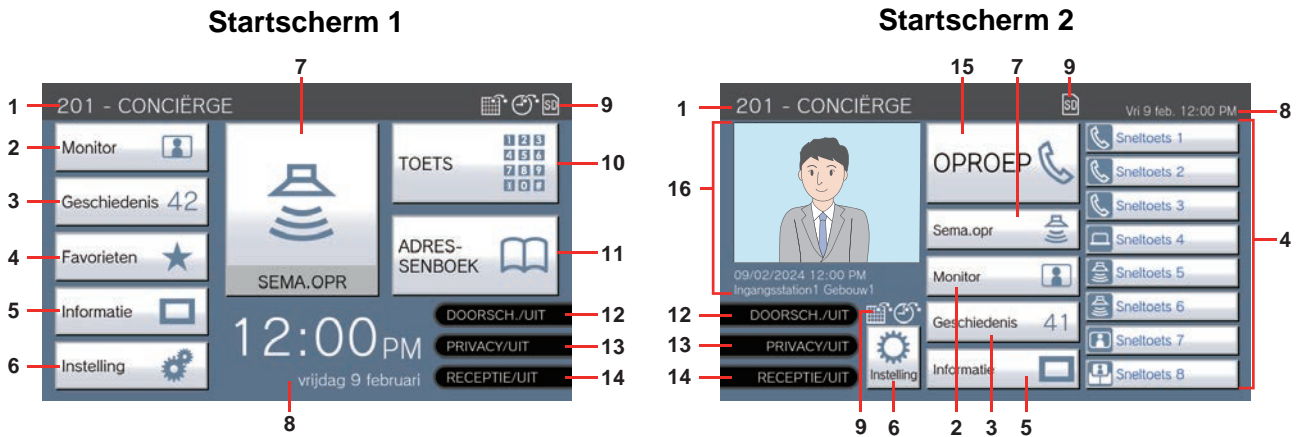 Startscherm 1
7
1
201 - CONCIËRGE
SD
9
2
Monitor
3
Geschiedenis 42
4
Favorieten
5
Informatie
6
Instelling
SEMA.OPR
TOETS
1 2 3
4 5 6
7 8 9
* 0 #
10
ADRES-
SENBOEK
11
12:00 PM
vrijdag 9 februari
8
DOORSCH./UIT
12
PRIVACY/UIT
13
RECEPTIE/UIT
14
Startscherm 2
15
7
9
1
201 - CONCIËRGE
SD
Vri 9 feb. 12:00 PM
8
16
09/02/2024 12:00 PM
Ingangsstation1 Gebouw1
12
DOORSCH./UIT
13
PRIVACY/UIT
14
RECEPTIE/UIT
Instelling
OPROEP
Sema.opr
Monitor
Geschiedenis 41
Informatie
Sneltoets 1
Sneltoets 2
Sneltoets 3
Sneltoets 4
Sneltoets 5
Sneltoets 6
Sneltoets 7
Sneltoets 8
4
9
6
2
3
5